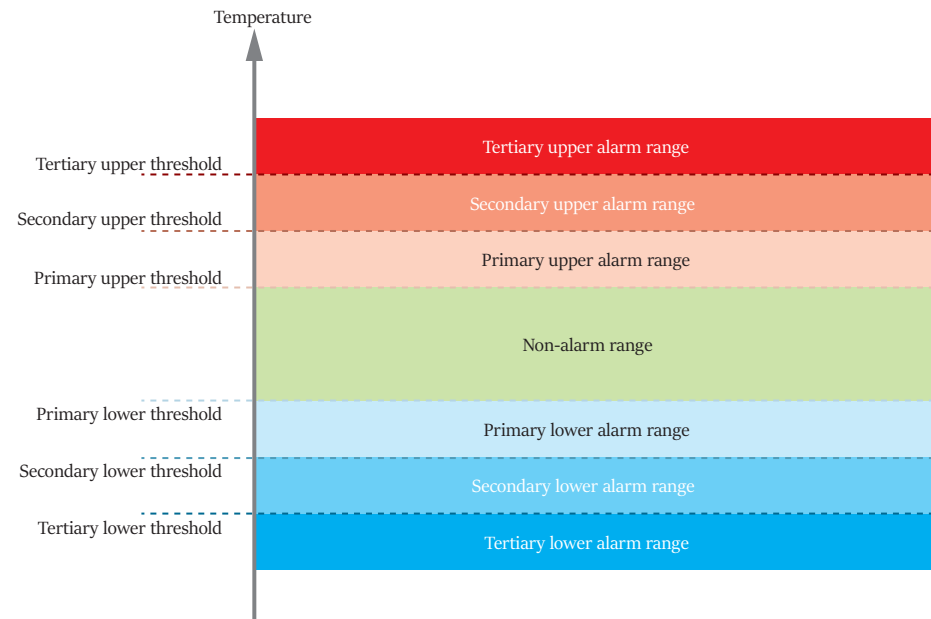 Temperature
Tertiary upper alarm range
Tertiary upper threshold
Secondary upper alarm range
Secondary upper threshold
Primary upper alarm range
Primary upper threshold
Non-alarm range
Primary lower threshold
Primary lower alarm range
Secondary lower threshold
Secondary lower alarm range
Tertiary lower threshold
Tertiary lower alarm range